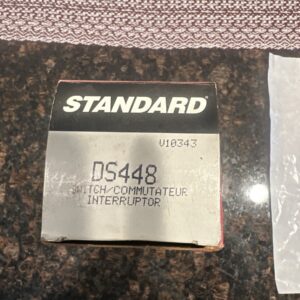 STANDARD
V10343
DS448
SWITCH/COMMUTATEUR
INTERRUPTOR